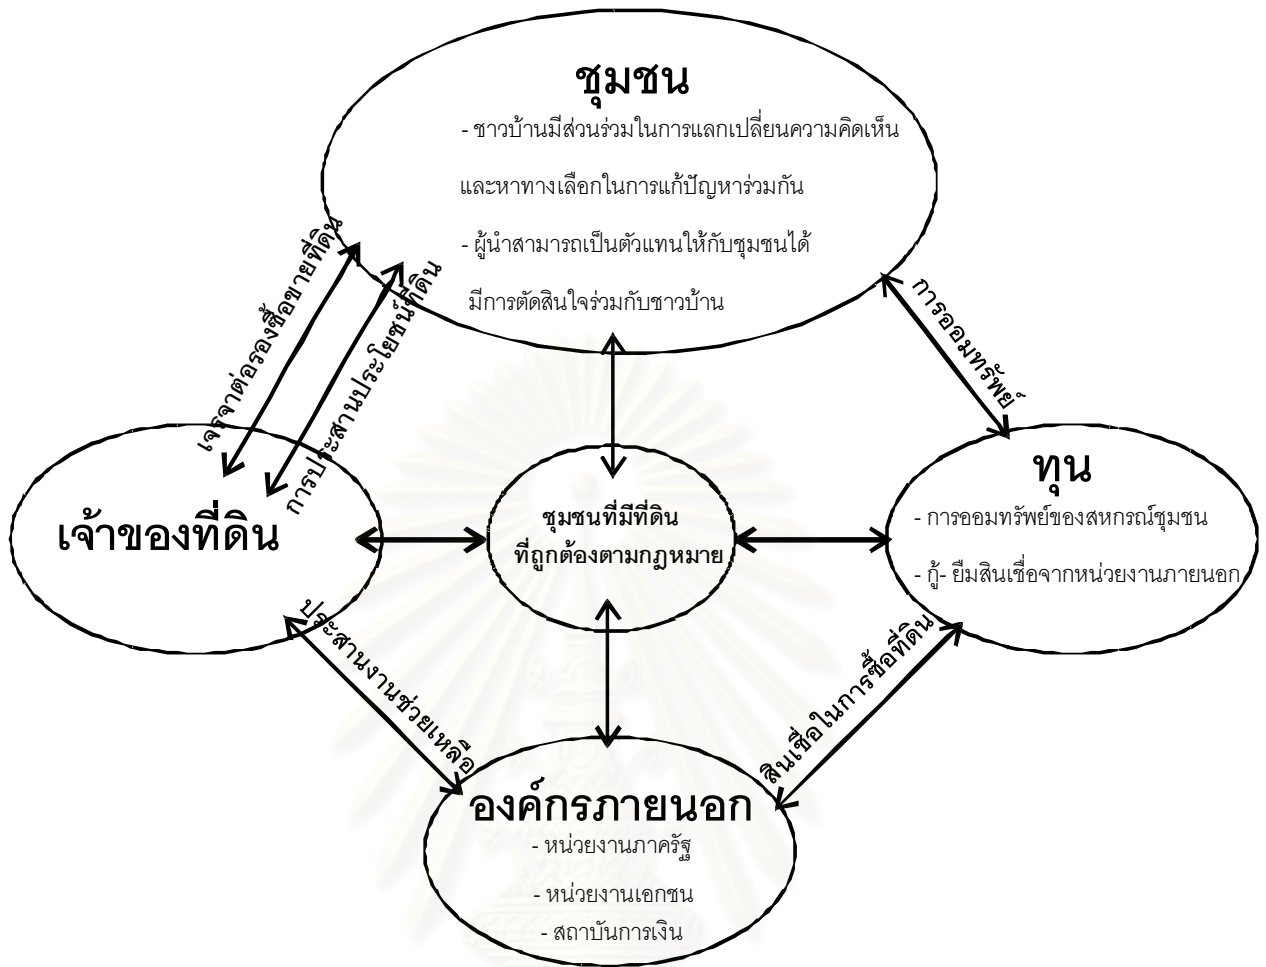 ชุมชน
- ชาวบ้านมีส่วนร่วมในการแลกเปลี่ยนความคิดเห็น
และหาทางเลือกในการแก้ปัญหาร่วมกัน
- ผู้นำสามารถเป็นตัวแทนให้กับชุมชนได้
มีการตัดสินใจร่วมกับชาวบ้าน
เจรจาต่อรองซื้อขายที่ดิน
การประสานประโยชน์ที่ดิน
การออมทรัพย์
เจ้าของที่ดิน
ชุมชนที่มีที่ดิน
ที่ถูกต้องตามกฎหมาย
ทุน
- การออมทรัพย์ของสหกรณ์ชุมชน
- กู้- ยืมสินเชื่อจากหน่วยงานภายนอก
ประสานงานช่วยเหลือ
สินเชื่อในการซื้อที่ดิน
องค์กรภายนอก
- หน่วยงานภาครัฐ
- หน่วยงานเอกชน
- สถาบันการเงิน